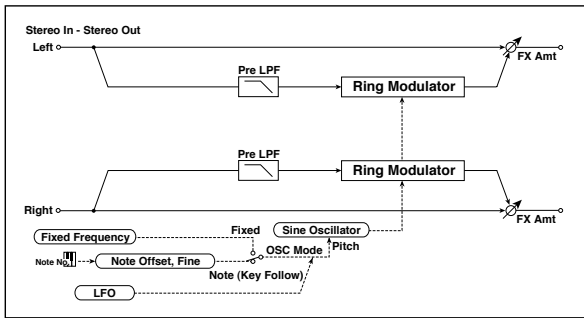 Stereo In - Stereo Out
Left
FX Amt
Pre LPF
Ring Modulator
Pre LPF
Ring Modulator
Right
FX Amt
Fixed Frequency
Fixed
Sine Oscillator
OSC Mode
Pitch
Note No.
Note Offset, Fine
Note (Key Follow)
LFO